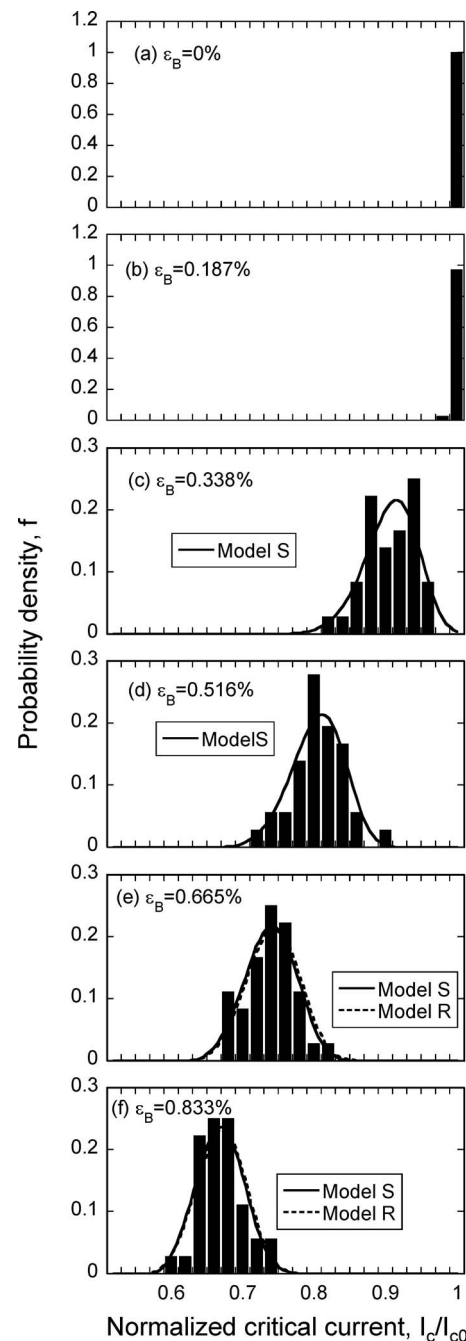 1.2
1
0.8
0.6
0.4
0.2
0
(a) ε_B=0%
1
0.8
0.6
0.4
0.2
0
(b) ε_B=0.187%
0.3
0.2
0.1
0
(c) ε_B=0.338%
Model S
0.3
0.2
0.1
0
(d) ε_B=0.516%
ModelS
0.3
0.2
0.1
0
(e) ε_B=0.665%
Model S
Model R
0.3
0.2
0.1
0
(f) ε_B=0.833%
Model S
Model R
0.6 0.7 0.8 0.9 1
Probability density, f
Normalized critical current, I_c/I_c0